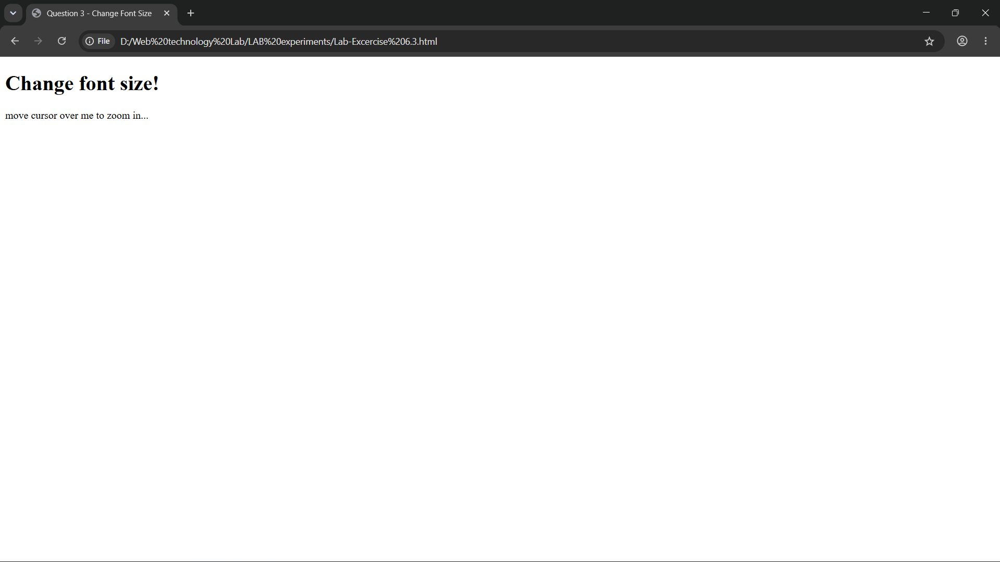 Question 3 - Change Font Size
File D:/Web%20technology%20Lab/LAB%20experiments/Lab-Excercise%206.3.html
Change font size!
move cursor over me to zoom in...